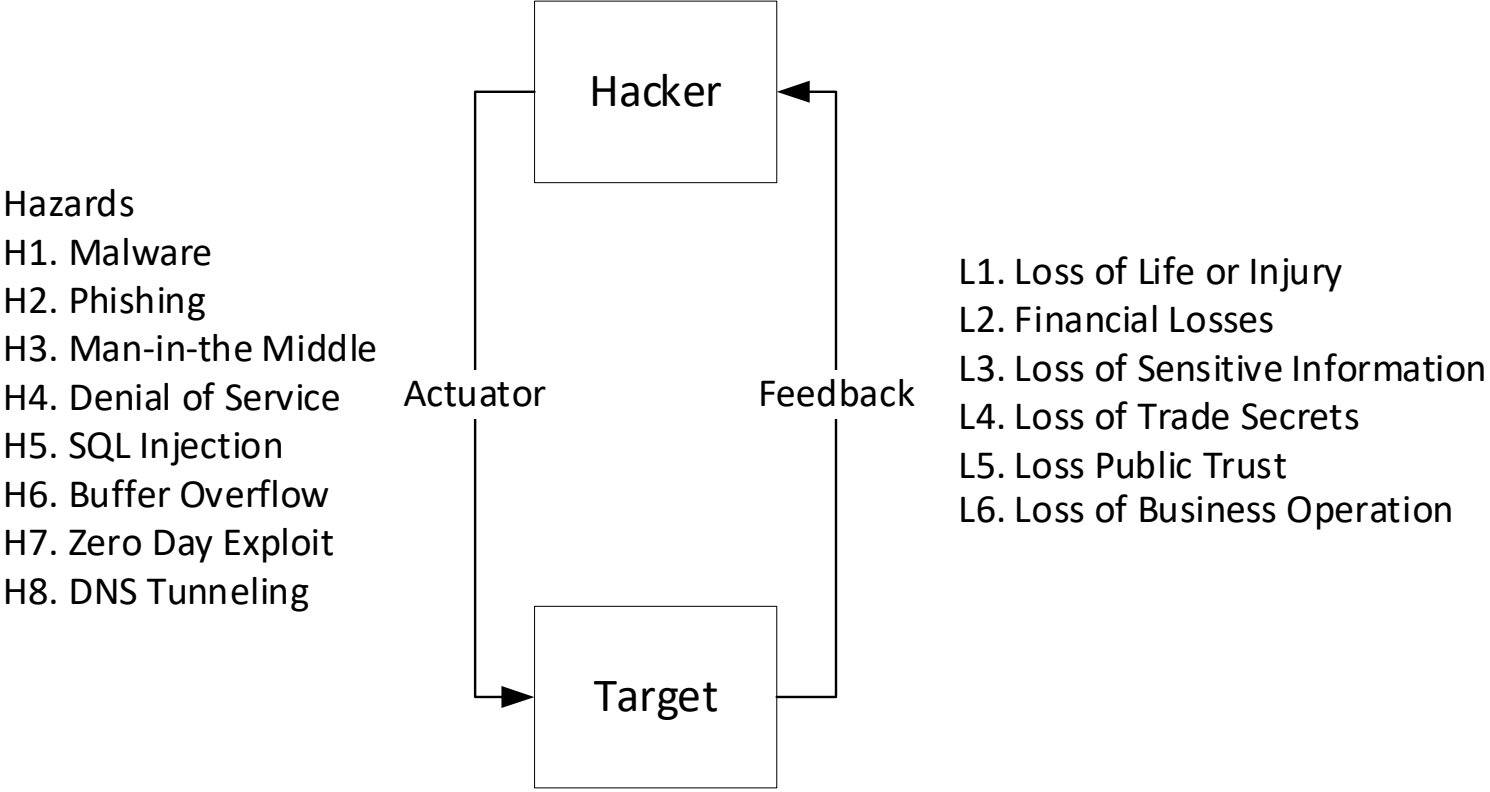 Hacker
Hazards
H1. Malware
H2. Phishing
H3. Man-in-the Middle
H4. Denial of Service
H5. SQL Injection
H6. Buffer Overflow
H7. Zero Day Exploit
H8. DNS Tunneling
Actuator
Feedback
L1. Loss of Life or Injury
L2. Financial Losses
L3. Loss of Sensitive Information
L4. Loss of Trade Secrets
L5. Loss Public Trust
L6. Loss of Business Operation
Target